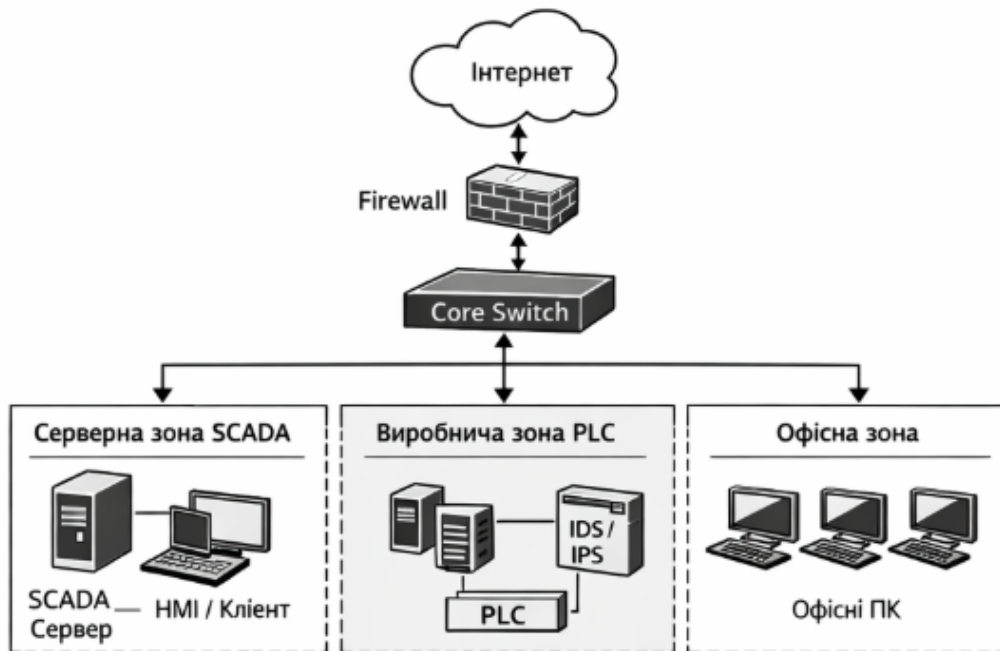 Інтернет
Firewall
Core Switch
Серверна зона SCADA
SCADA
Сервер
HMI / Клієнт
Виробнича зона PLC
IDS /
IPS
PLC
Офісна зона
Офісні ПК